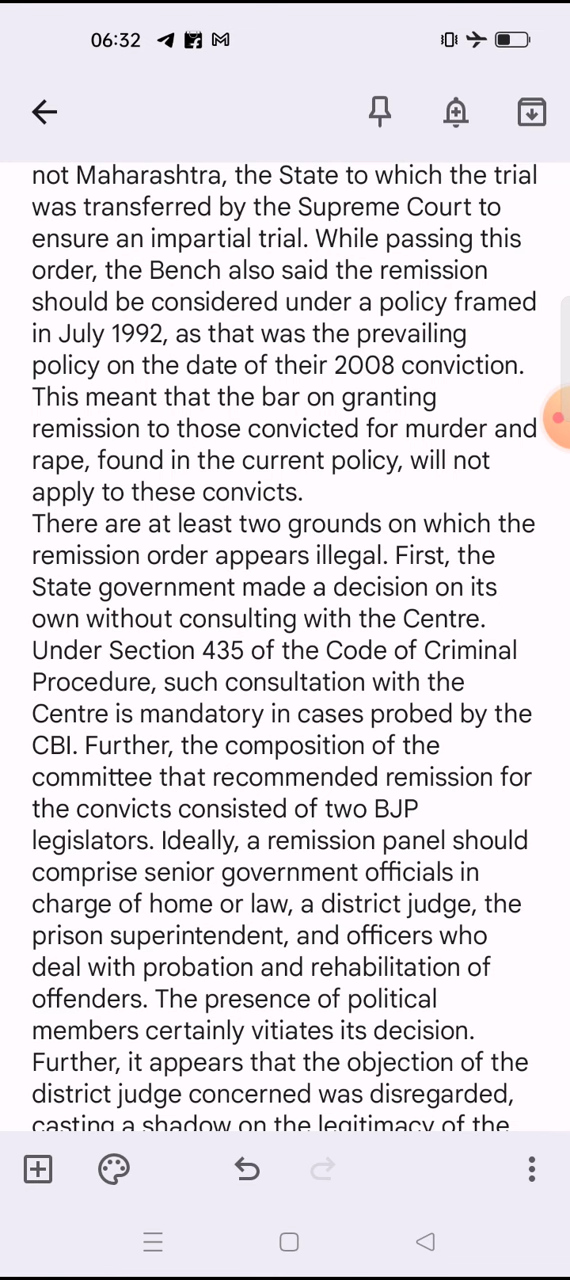 06:32
not Maharashtra, the State to which the trial
was transferred by the Supreme Court to
ensure an impartial trial. While passing this
order, the Bench also said the remission
should be considered under a policy framed
in July 1992, as that was the prevailing
policy on the date of their 2008 conviction.
This meant that the bar on granting
remission to those convicted for murder and
rape, found in the current policy, will not
apply to these convicts.
There are at least two grounds on which the
remission order appears illegal. First, the
State government made a decision on its
own without consulting with the Centre.
Under Section 435 of the Code of Criminal
Procedure, such consultation with the
Centre is mandatory in cases probed by the
CBI. Further, the composition of the
committee that recommended remission for
the convicts consisted of two BJP
legislators. Ideally, a remission panel should
comprise senior government officials in
charge of home or law, a district judge, the
prison superintendent, and officers who
deal with probation and rehabilitation of
offenders. The presence of political
members certainly vitiates its decision.
Further, it appears that the objection of the
district judge concerned was disregarded,
casting a shadow on the legitimacy of the